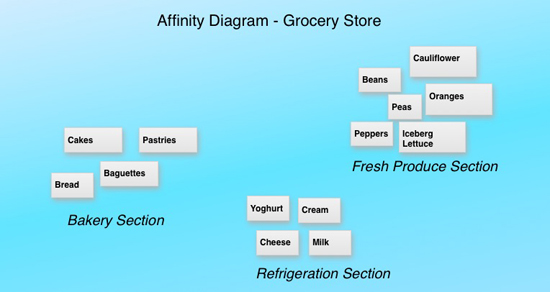 Affinity Diagram - Grocery Store
Cauliflower
Beans
Oranges
Peas
Peppers
Iceberg
Lettuce
Fresh Produce Section
Cakes
Pastries
Baguettes
Bread
Bakery Section
Yoghurt
Cream
Cheese
Milk
Refrigeration Section